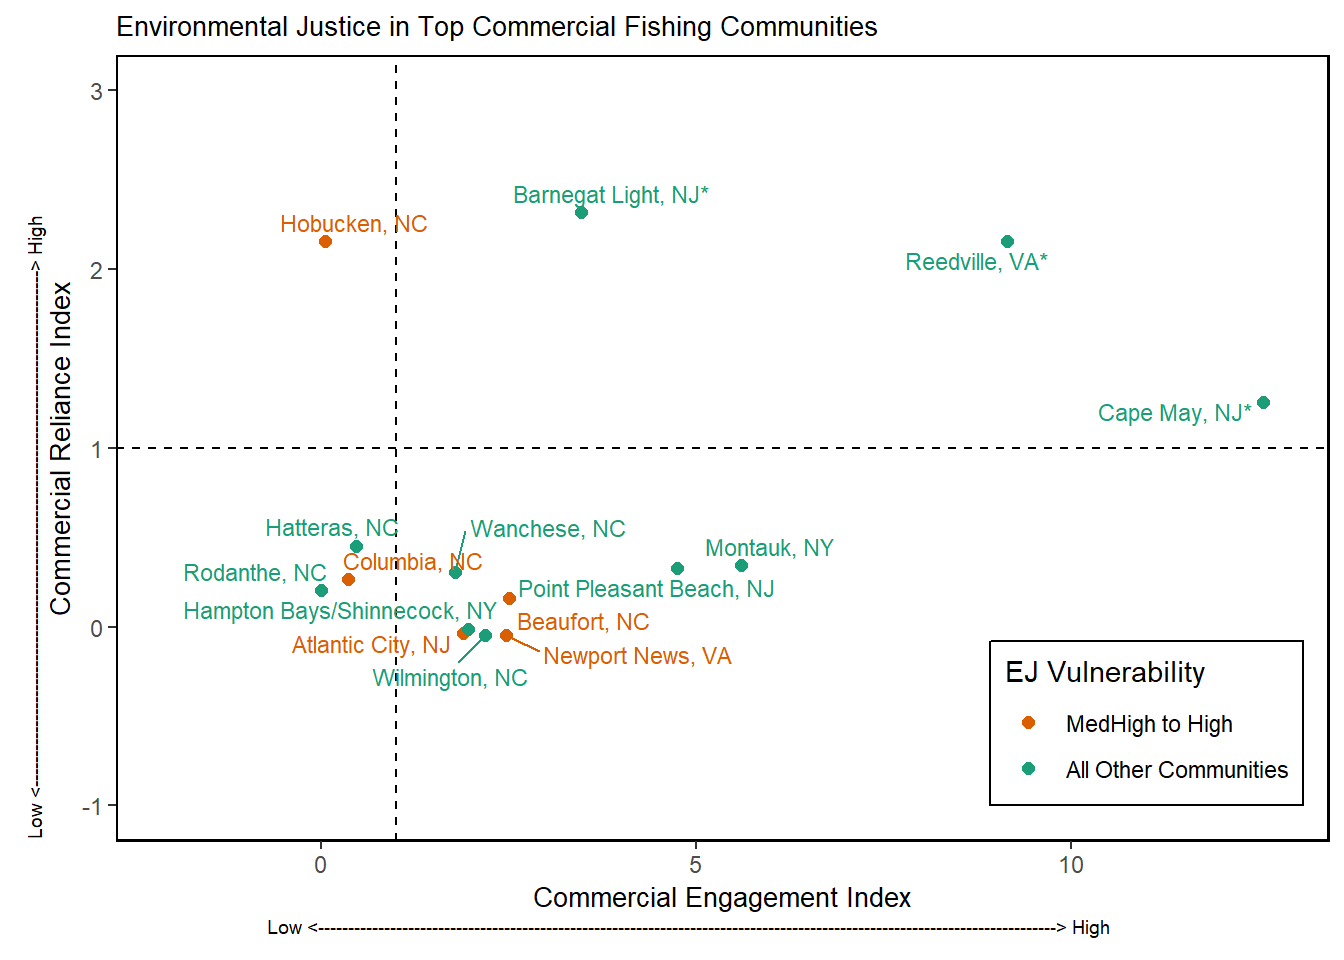 Environmental Justice in Top Commercial Fishing Communities
3
2
1
0
-1
Commercial Reliance Index
Low <------------------------------------------------------------------------------------> High
Barnegat Light, NJ*
Hobucken, NC
Reedville, VA*
Cape May, NJ*
Hatteras, NC
Wanchese, NC
Montauk, NY
Columbia, NC
Rodanthe, NC
Point Pleasant Beach, NJ
Hampton Bays/Shinnecock, NY
Beaufort, NC
Atlantic City, NJ
Newport News, VA
Wilmington, NC
EJ Vulnerability
MedHigh to High
All Other Communities
0
5
10
Commercial Engagement Index
Low <---------------------------------------------------------------------------------------------------------------------------> High